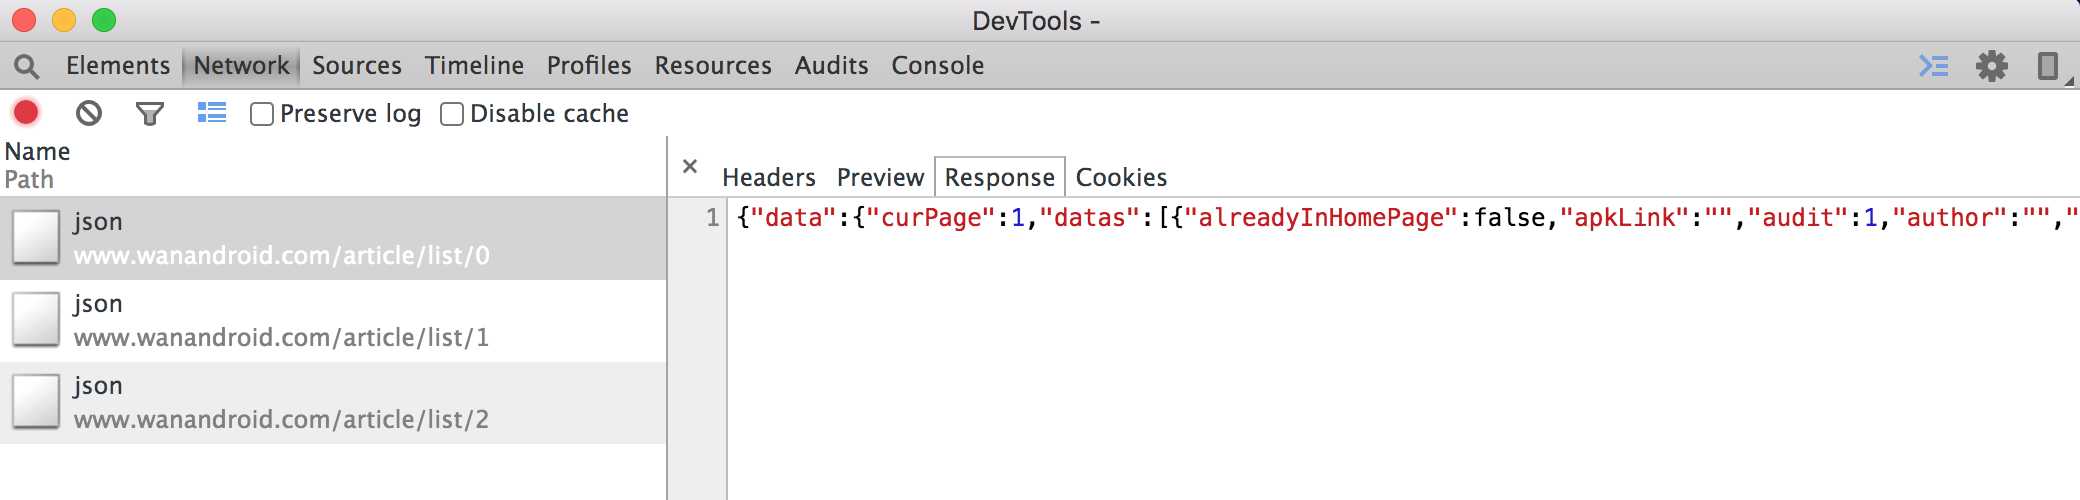 DevTools -
Elements Network Sources Timeline Profiles Resources Audits Console
Preserve log Disable cache
Name
Path
Headers Preview Response Cookies
json
www.wanandroid.com/article/list/0
json
www.wanandroid.com/article/list/1
json
www.wanandroid.com/article/list/2
1 {"data":{"curPage":1,"datas":[{"alreadyInHomePage":false,"apkLink":"","audit":1,"author":"","